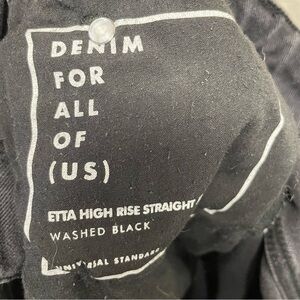 DENIM
FOR
ALL
OF
(US)
ETTA HIGH RISE STRAIGHT
WASHED BLACK
UNIVERSAL STANDARD